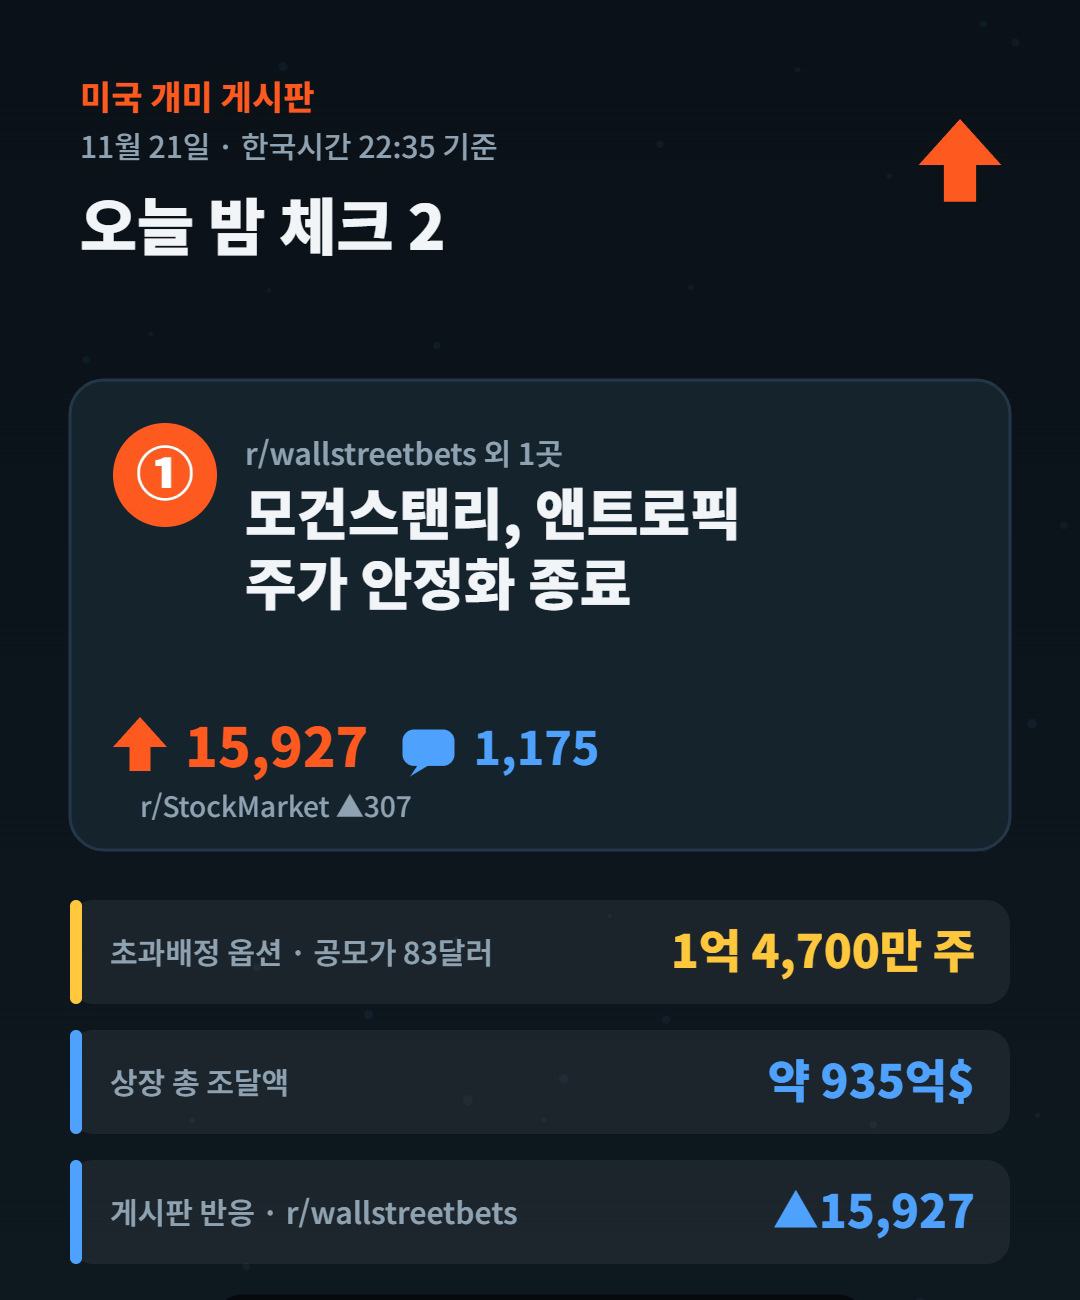 미국 개미 게시판
11월 21일 · 한국시간 22:35 기준
오늘 밤 체크 2
①
r/wallstreetbets 외 1곳
모건스탠리, 앤트로픽
주가 안정화 종료
15,927 1,175
r/StockMarket ▲307
초과배정 옵션 · 공모가 83달러 1억 4,700만 주
상장 총 조달액 약 935억$
게시판 반응 · r/wallstreetbets ▲15,927